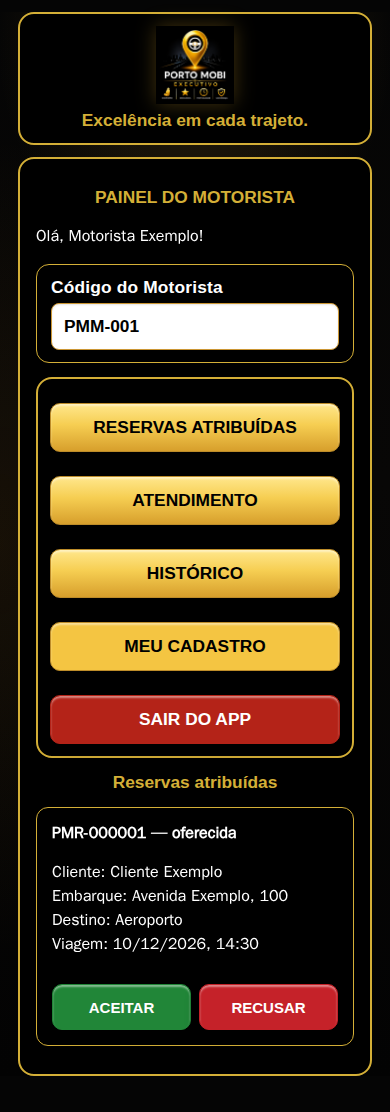 PORTO MOBI
EXECUTIVO
Excelência em cada trajeto.
PAINEL DO MOTORISTA
Olá, Motorista Exemplo!
Código do Motorista
PMM-001
RESERVAS ATRIBUÍDAS
ATENDIMENTO
HISTÓRICO
MEU CADASTRO
SAIR DO APP
Reservas atribuídas
PMR-000001 — oferecida
Cliente: Cliente Exemplo
Embarque: Avenida Exemplo, 100
Destino: Aeroporto
Viagem: 10/12/2026, 14:30
ACEITAR RECUSAR